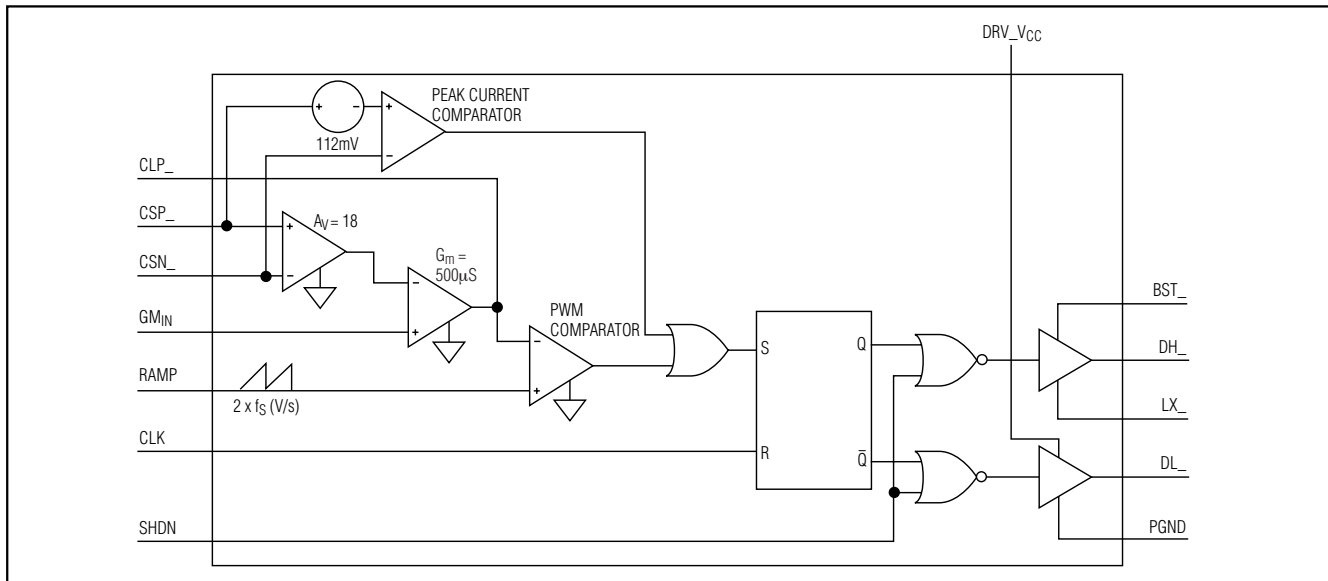 DRV_VCC
PEAK CURRENT
COMPARATOR
+ −
+
−
112mV
CLP_
CSP_
+
AV = 18
CSN_
−
Gm =
500µS
−
GMIN
+
PWM
COMPARATOR
−
BST_
S
Q
DH_
RAMP
+
2 x fS (V/s)
LX_
CLK
R
Q̅
DL_
SHDN
PGND